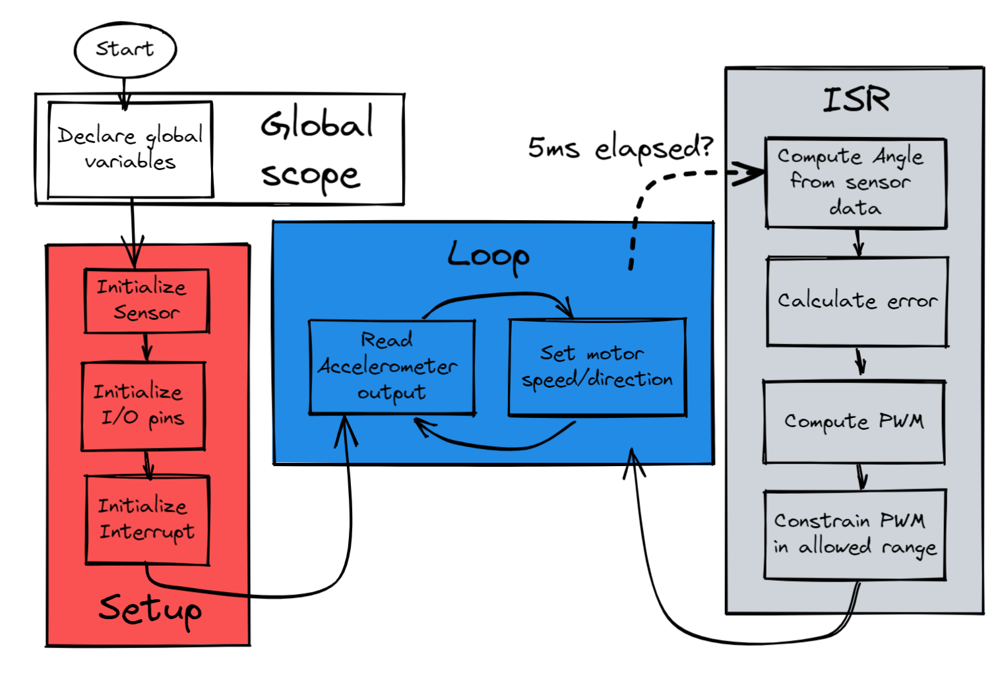 Start
Declare global
variables
Global
scope
Initialize
Sensor
Initialize
I/O pins
Initialize
Interrupt
Setup
Loop
Read
Accelerometer
output
Set motor
speed/direction
5ms elapsed?
ISR
Compute Angle
from sensor
data
Calculate error
Compute PWM
Constrain PWM
in allowed range